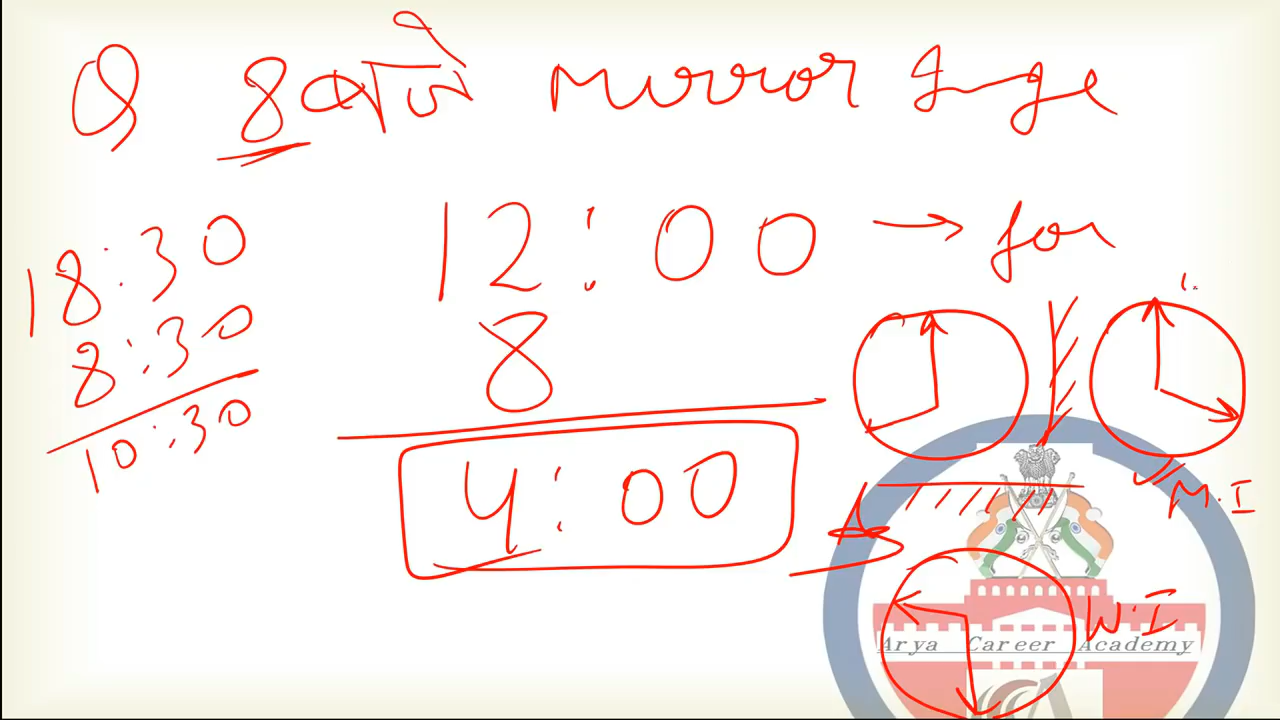 Q 8 बजे Mirror Image
18:30
8:30
10:30
12:00 → for
8
4:00
M.I
W.I
Arya Career Academy